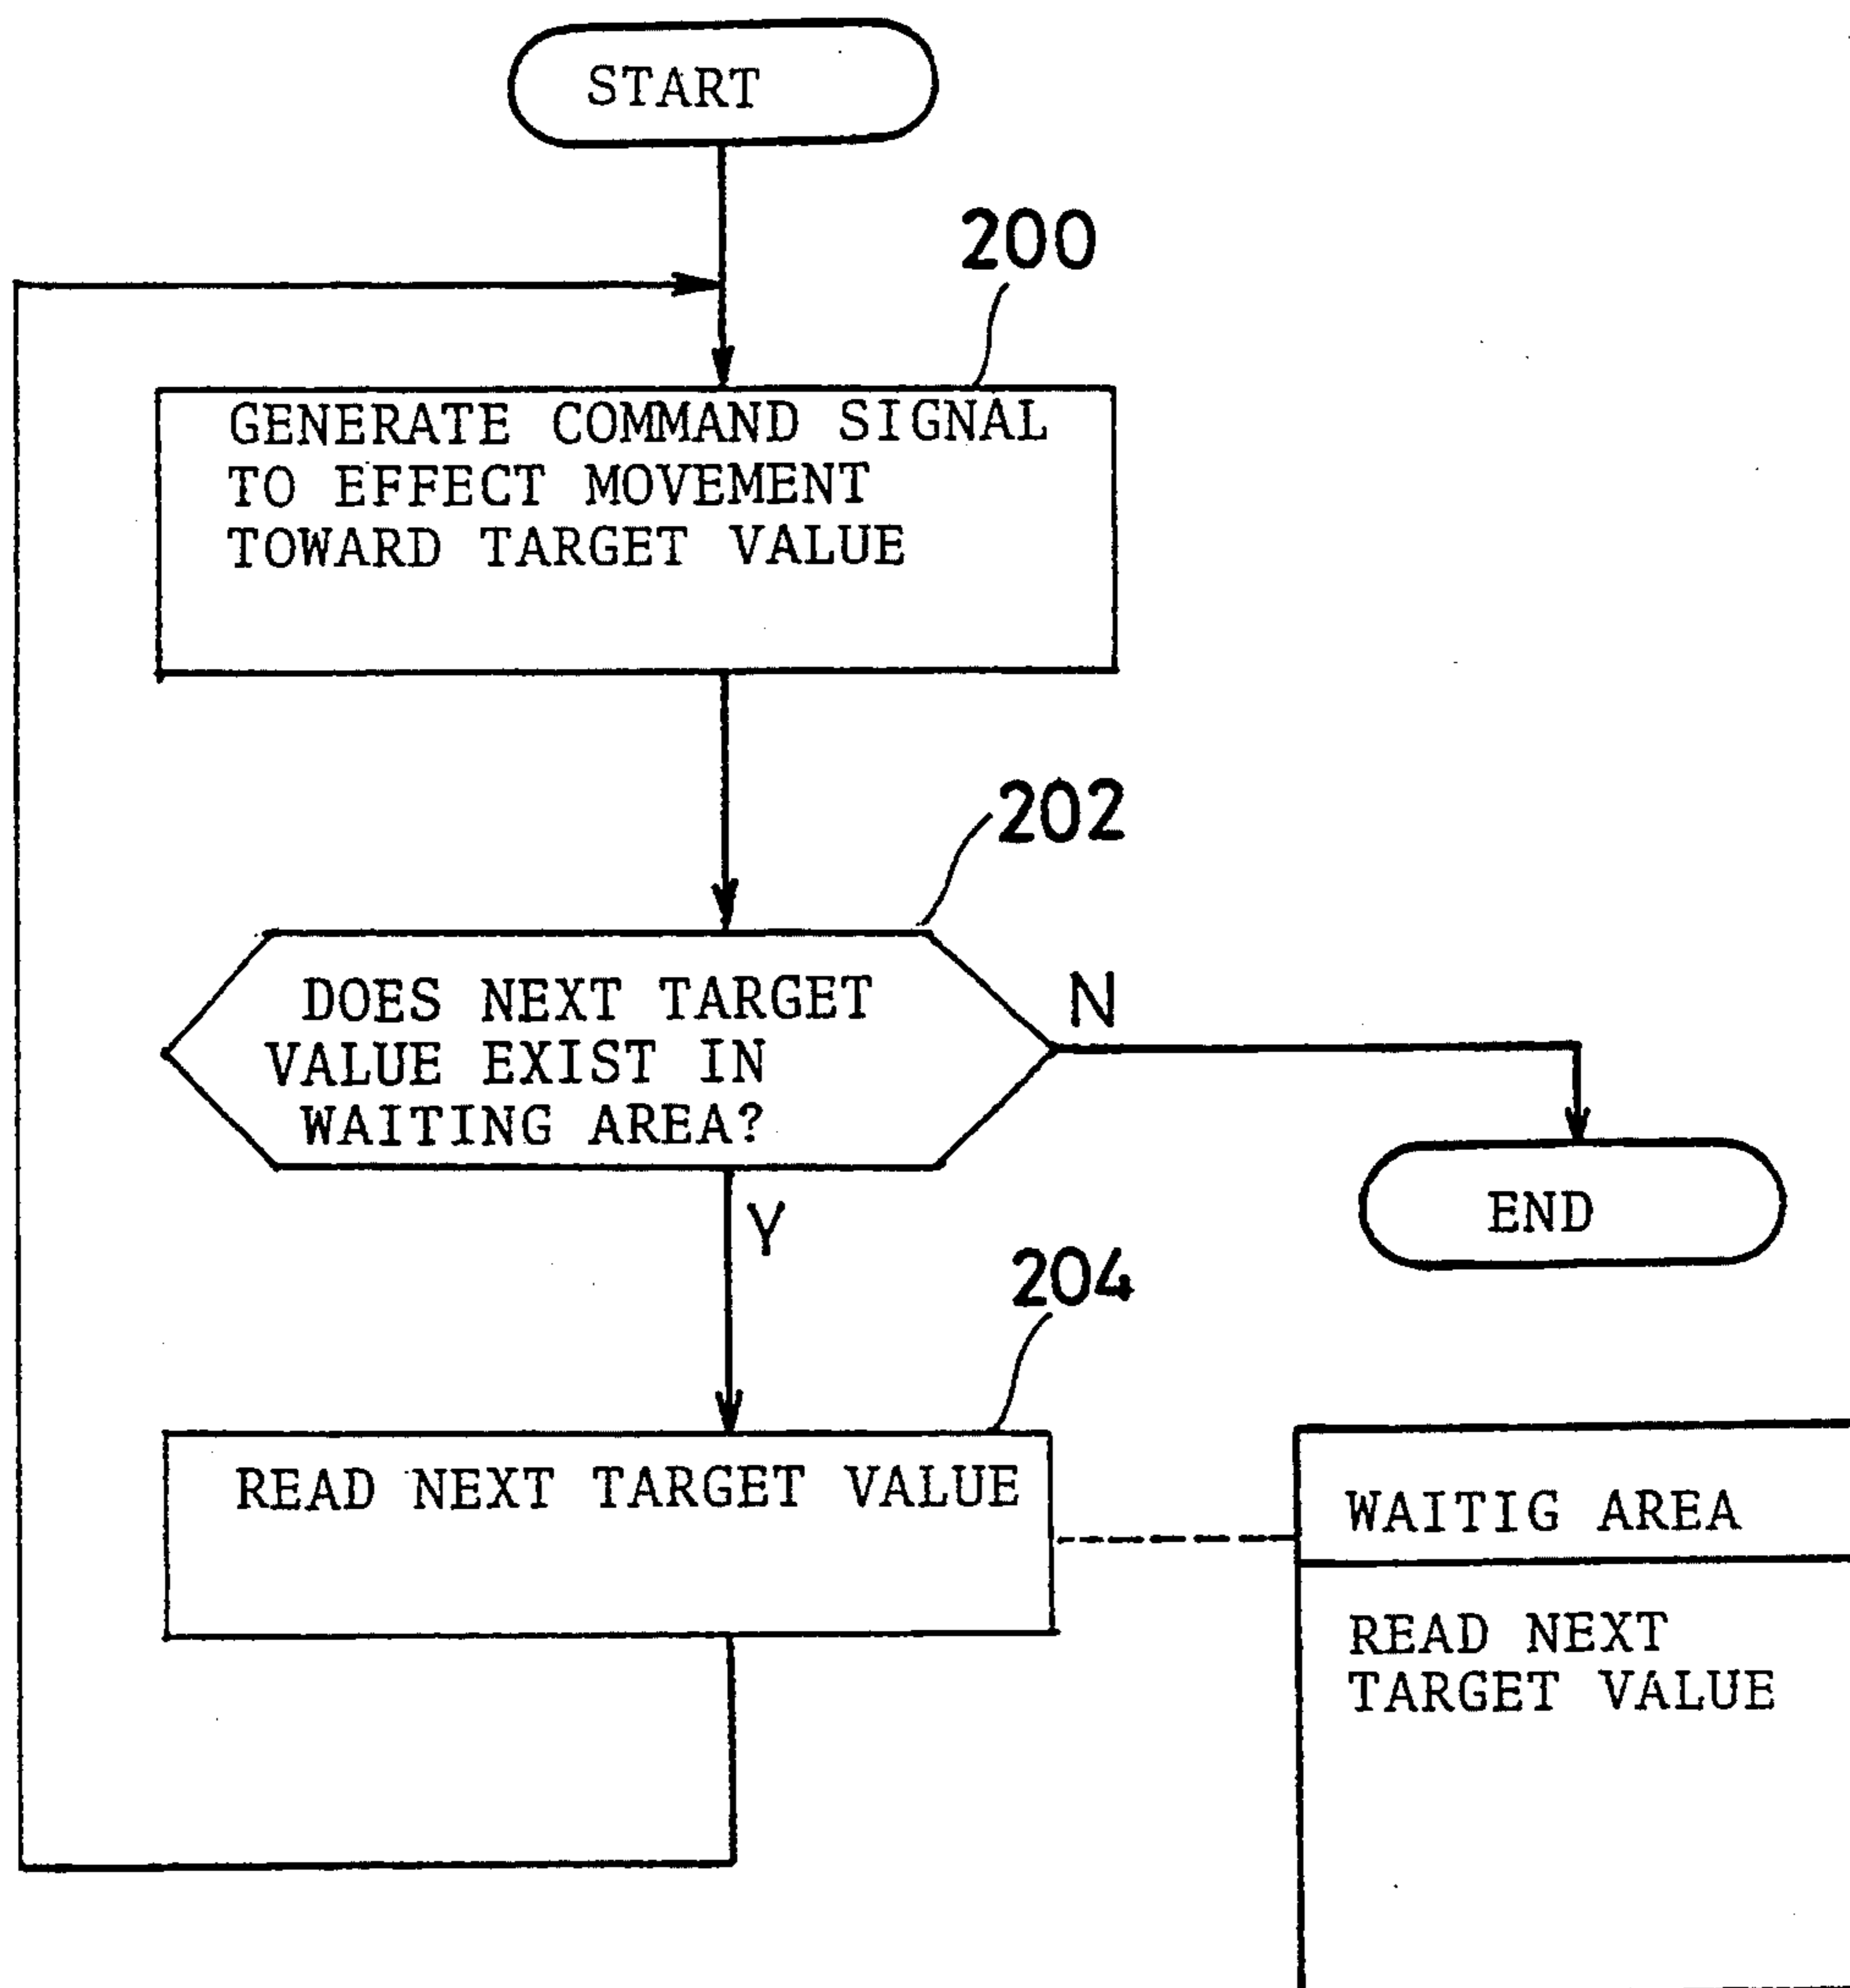 START
200
GENERATE COMMAND SIGNAL
TO EFFECT MOVEMENT
TOWARD TARGET VALUE
202
DOES NEXT TARGET
VALUE EXIST IN
WAITING AREA?
N
END
Y
204
READ NEXT TARGET VALUE
WAITIG AREA
READ NEXT
TARGET VALUE